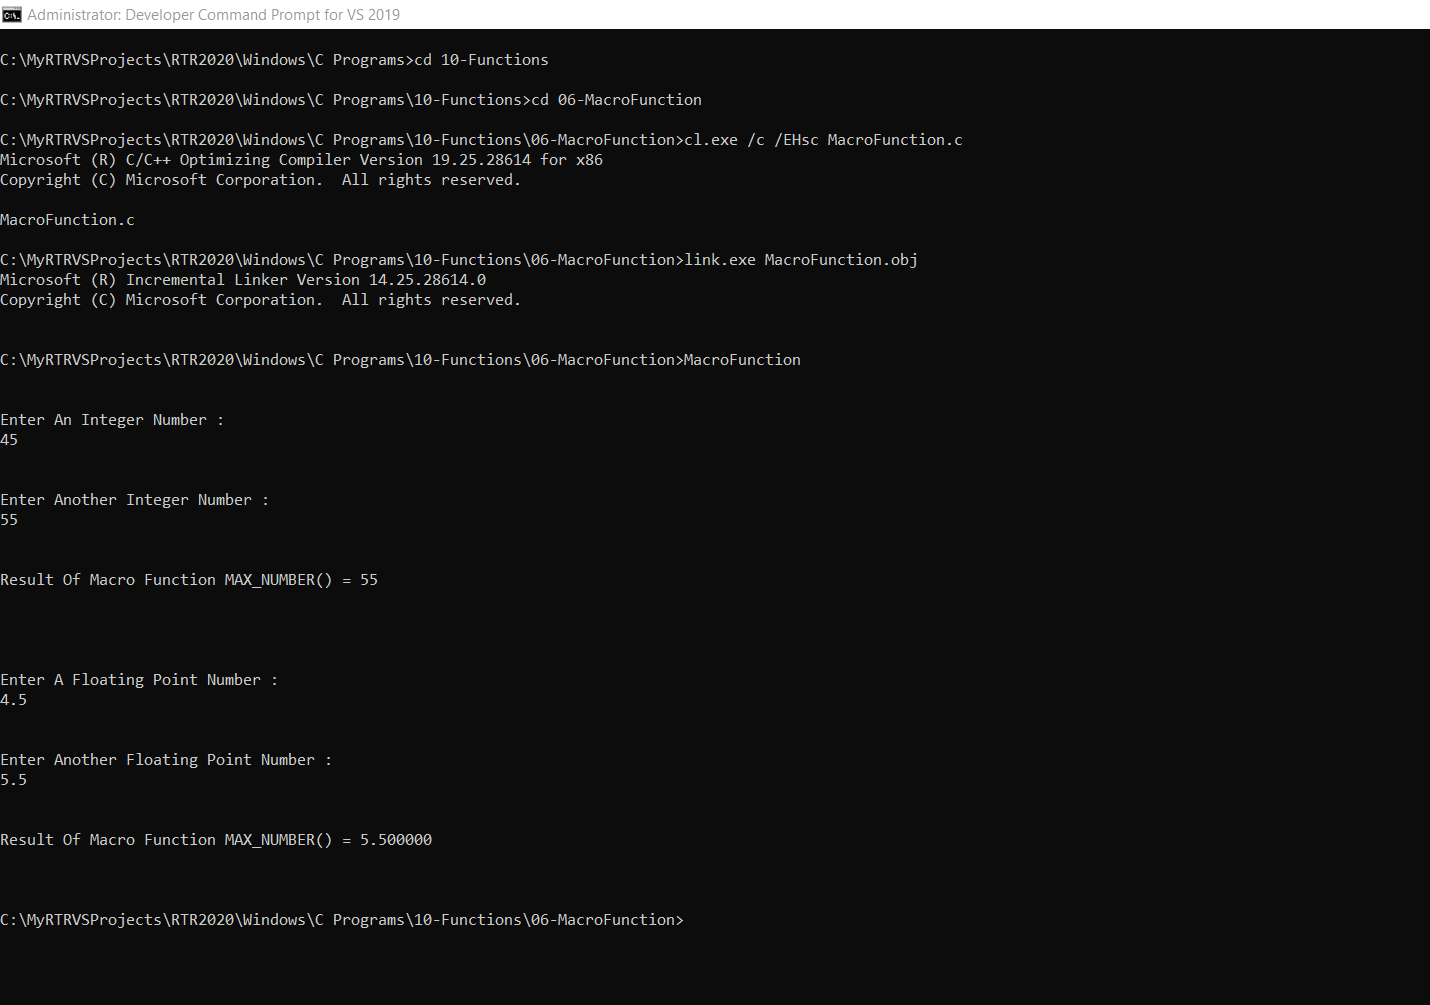 Administrator: Developer Command Prompt for VS 2019
C:\MyRTRVSProjects\RTR2020\Windows\C Programs>cd 10-Functions
C:\MyRTRVSProjects\RTR2020\Windows\C Programs\10-Functions>cd 06-MacroFunction
C:\MyRTRVSProjects\RTR2020\Windows\C Programs\10-Functions\06-MacroFunction>cl.exe /c /EHsc MacroFunction.c
Microsoft (R) C/C++ Optimizing Compiler Version 19.25.28614 for x86
Copyright (C) Microsoft Corporation.  All rights reserved.
MacroFunction.c
C:\MyRTRVSProjects\RTR2020\Windows\C Programs\10-Functions\06-MacroFunction>link.exe MacroFunction.obj
Microsoft (R) Incremental Linker Version 14.25.28614.0
Copyright (C) Microsoft Corporation.  All rights reserved.
C:\MyRTRVSProjects\RTR2020\Windows\C Programs\10-Functions\06-MacroFunction>MacroFunction
Enter An Integer Number :
45
Enter Another Integer Number :
55
Result Of Macro Function MAX_NUMBER() = 55
Enter A Floating Point Number :
4.5
Enter Another Floating Point Number :
5.5
Result Of Macro Function MAX_NUMBER() = 5.500000
C:\MyRTRVSProjects\RTR2020\Windows\C Programs\10-Functions\06-MacroFunction>